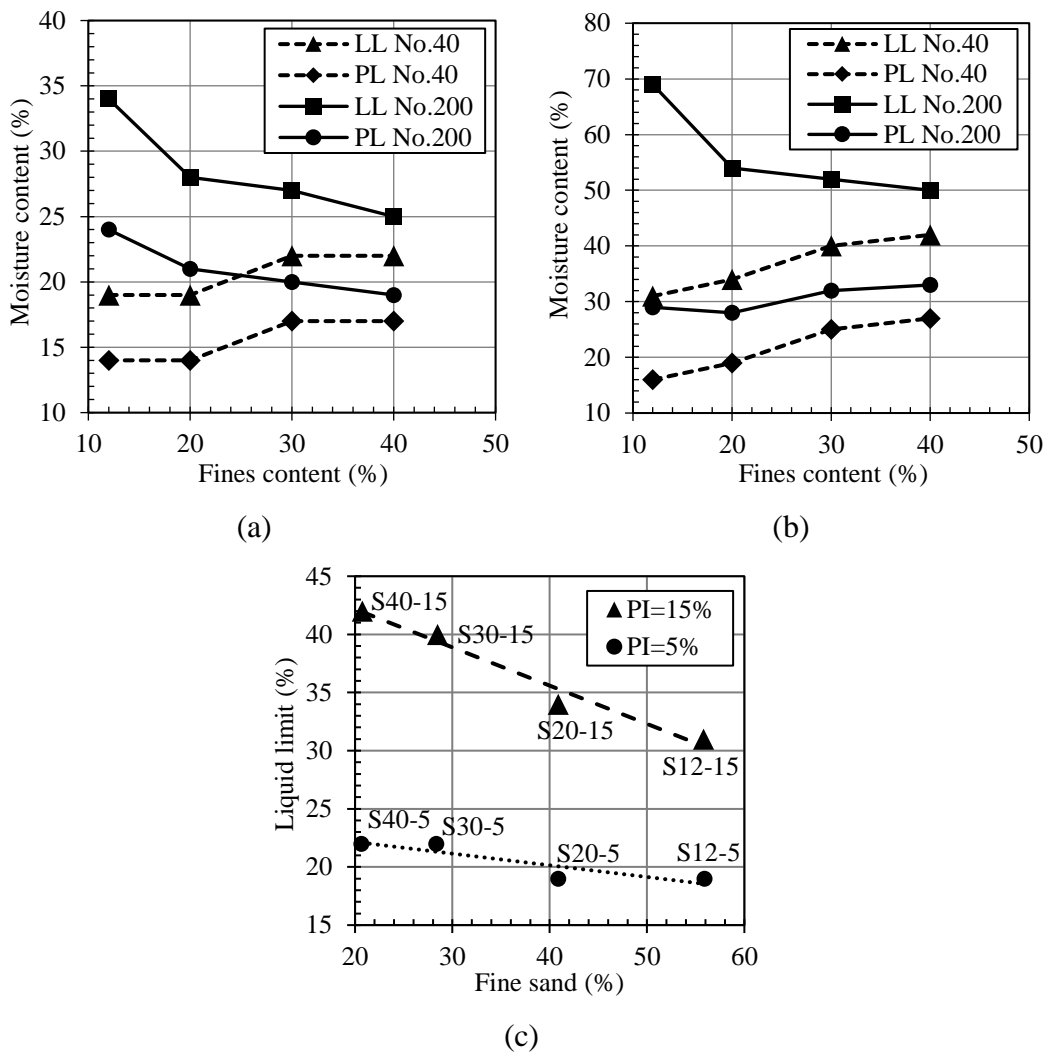 LL No.40
PL No.40
LL No.200
PL No.200
40
35
30
25
20
15
10
Moisture content (%)
10 20 30 40 50
Fines content (%)
(a)
LL No.40
PL No.40
LL No.200
PL No.200
80
70
60
50
40
30
20
10
Moisture content (%)
10 20 30 40 50
Fines content (%)
(b)
PI=15%
PI=5%
45
40
35
30
25
20
15
Liquid limit (%)
S40-15
S30-15
S20-15
S12-15
S40-5
S30-5
S20-5
S12-5
20 30 40 50 60
Fine sand (%)
(c)